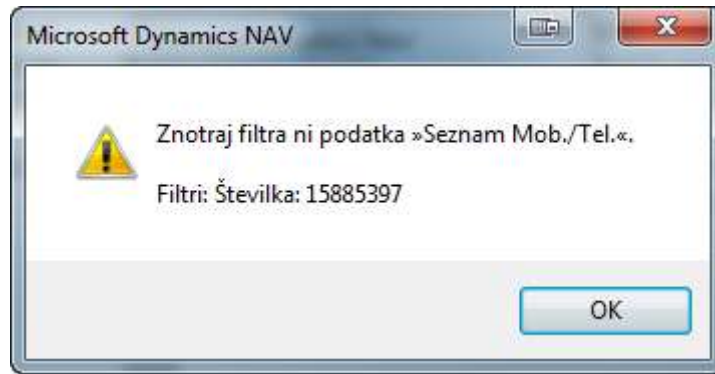 Microsoft Dynamics NAV
Znotraj filtra ni podatka »Seznam Mob./Tel.«.
Filtri: Številka: 15885397
OK